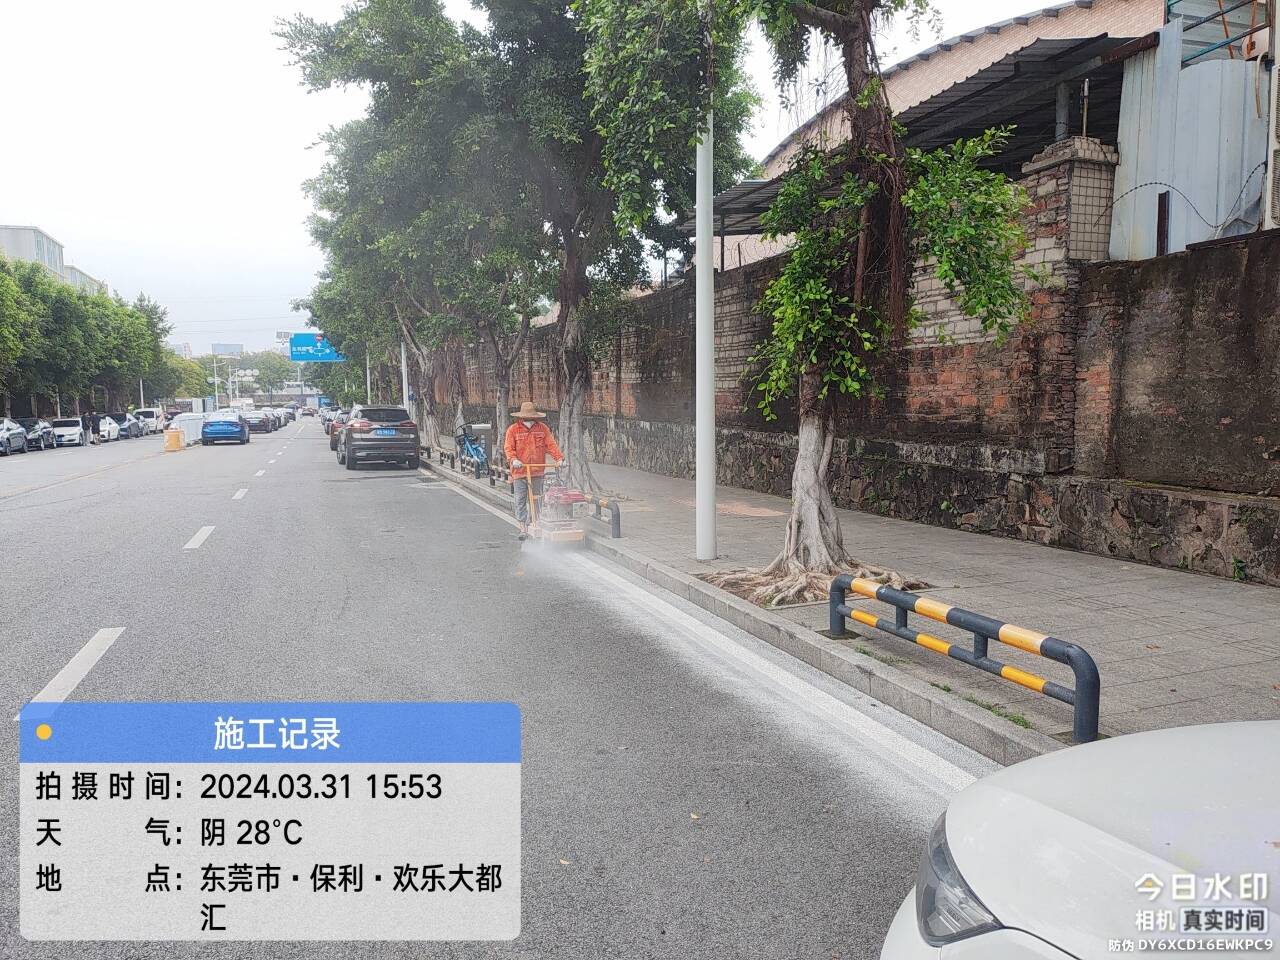 施工记录
拍摄时间：2024.03.31 15:53
天气：阴 28℃
地点：东莞市·保利·欢乐大都
汇
今日水印
相机 真实时间
防伪 DY6XCD16EWKPC9